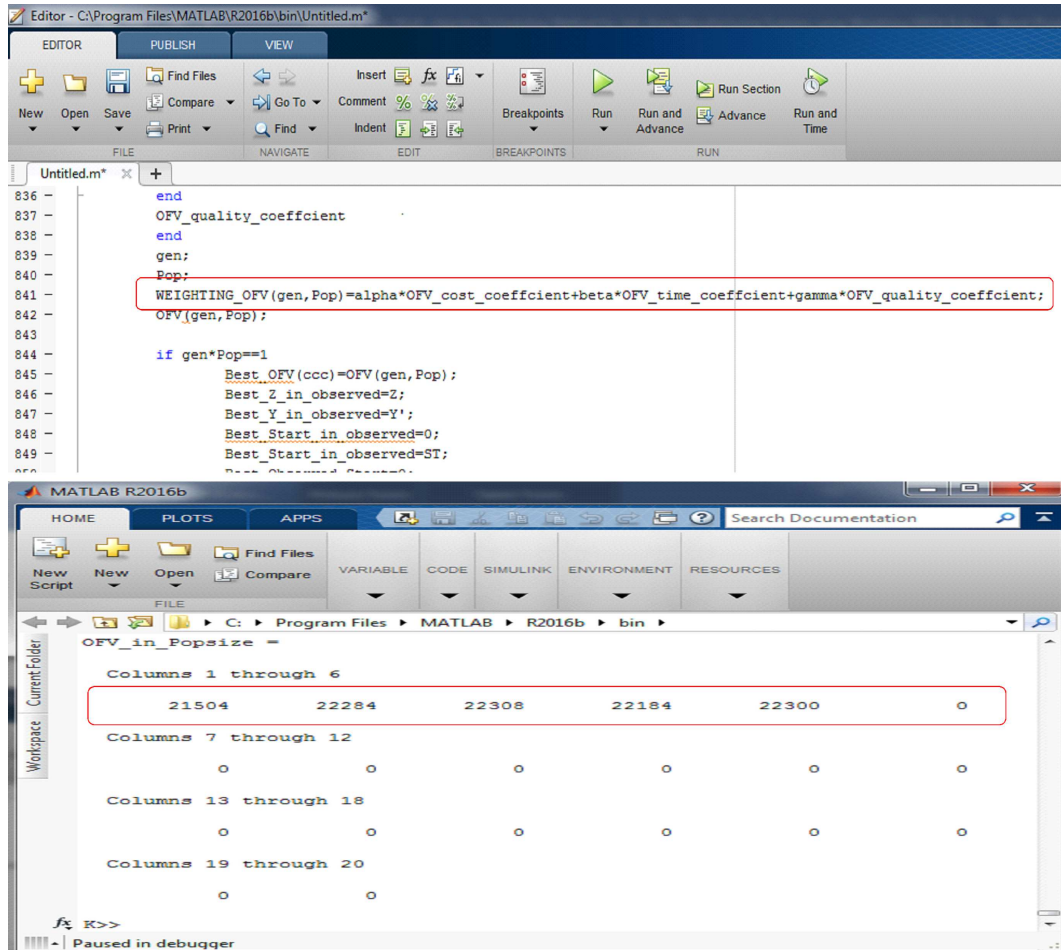 Editor - C:\Program Files\MATLAB\R2016b\bin\Untitled.m*
EDITOR PUBLISH VIEW
New Open Save Find Files Compare Print Go To Find Insert fx Comment Indent Breakpoints Run Run and Advance Run Section Advance Run and Time
FILE NAVIGATE EDIT BREAKPOINTS RUN
Untitled.m* × +
836 - end
837 - OFV_quality_coeffcient
838 - end
839 - gen;
840 - Pop;
841 - WEIGHTING_OFV(gen,Pop)=alpha*OFV_cost_coeffcient+beta*OFV_time_coeffcient+gamma*OFV_quality_coeffcient;
842 - OFV(gen,Pop);
843
844 - if gen*Pop==1
845 - Best_OFV(ccc)=OFV(gen,Pop);
846 - Best_Z_in_observed=Z;
847 - Best_Y_in_observed=Y';
848 - Best_Start_in_observed=0;
849 - Best_Start_in_observed=ST;
MATLAB R2016b
HOME PLOTS APPS Search Documentation
New Script New Open Find Files Compare VARIABLE CODE SIMULINK ENVIRONMENT RESOURCES
FILE
C: Program Files MATLAB R2016b bin
Current Folder
Workspace
OFV_in_Popsize =
Columns 1 through 6
21504 22284 22308 22184 22300 0
Columns 7 through 12
0 0 0 0 0 0
Columns 13 through 18
0 0 0 0 0 0
Columns 19 through 20
0 0
fx K>>
Paused in debugger